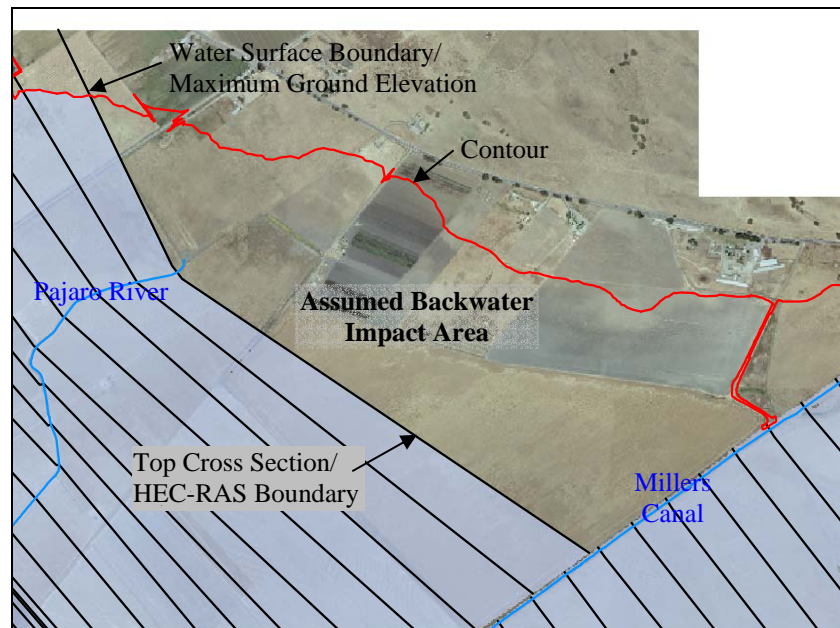 Water Surface Boundary/
Maximum Ground Elevation
Contour
Pajaro River
Assumed Backwater
Impact Area
Top Cross Section/
HEC-RAS Boundary
Millers
Canal